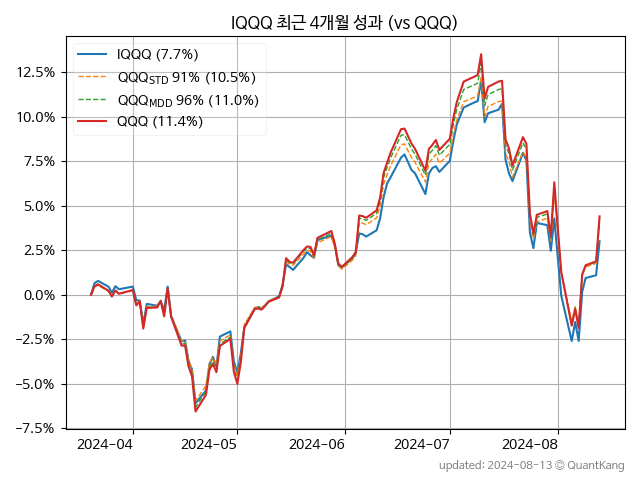 IQQQ 최근 4개월 성과 (vs QQQ)
IQQQ (7.7%)
QQQSTD 91% (10.5%)
QQQMDD 96% (11.0%)
QQQ (11.4%)
12.5%
10.0%
7.5%
5.0%
2.5%
0.0%
−2.5%
−5.0%
−7.5%
2024-04 2024-05 2024-06 2024-07 2024-08
updated: 2024-08-13 © QuantKang